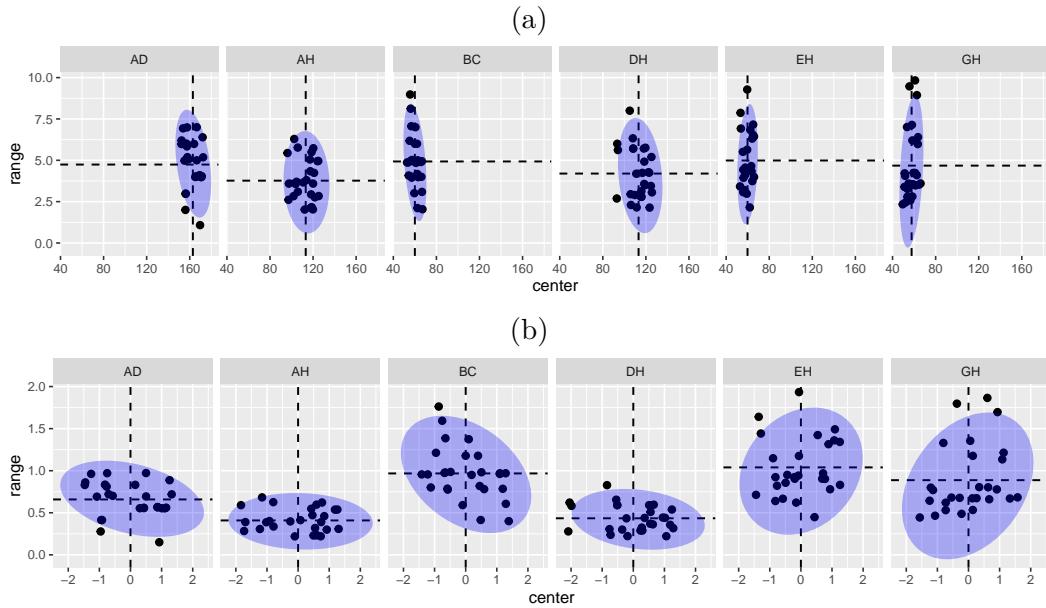 (a)
AD AH BC DH EH GH
10.0
7.5
5.0
2.5
0.0
range
40 80 120 160 40 80 120 160 40 80 120 160 40 80 120 160 40 80 120 160 40 80 120 160
center
(b)
AD AH BC DH EH GH
2.0
1.5
1.0
0.5
0.0
range
−2 −1 0 1 2 −2 −1 0 1 2 −2 −1 0 1 2 −2 −1 0 1 2 −2 −1 0 1 2 −2 −1 0 1 2
center